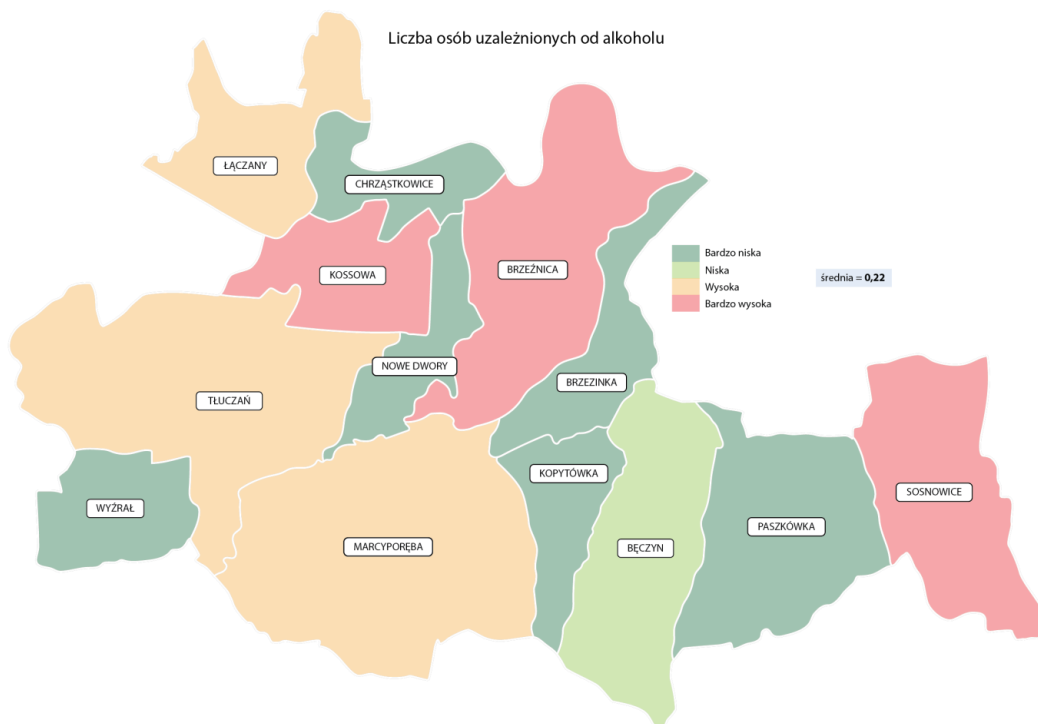 Liczba osób uzależnionych od alkoholu
ŁĄCZANY
CHRZĄSTKOWICE
KOSSOWA
BRZEŹNICA
Bardzo niska
Niska
Wysoka
Bardzo wysoka
średnia = 0,22
NOWE DWORY
BRZEZINKA
TŁUCZAŃ
KOPYTÓWKA
SOSNOWICE
WYŹRAŁ
PASZKÓWKA
MARCYPORĘBA
BĘCZYN